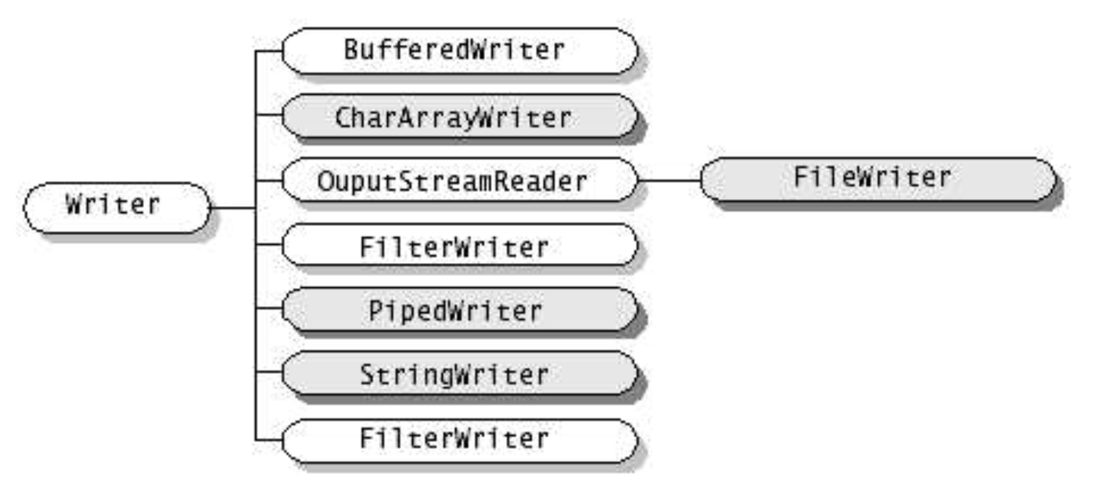 BufferedWriter
CharArrayWriter
OuputStreamReader
FileWriter
Writer
FilterWriter
PipedWriter
StringWriter
FilterWriter